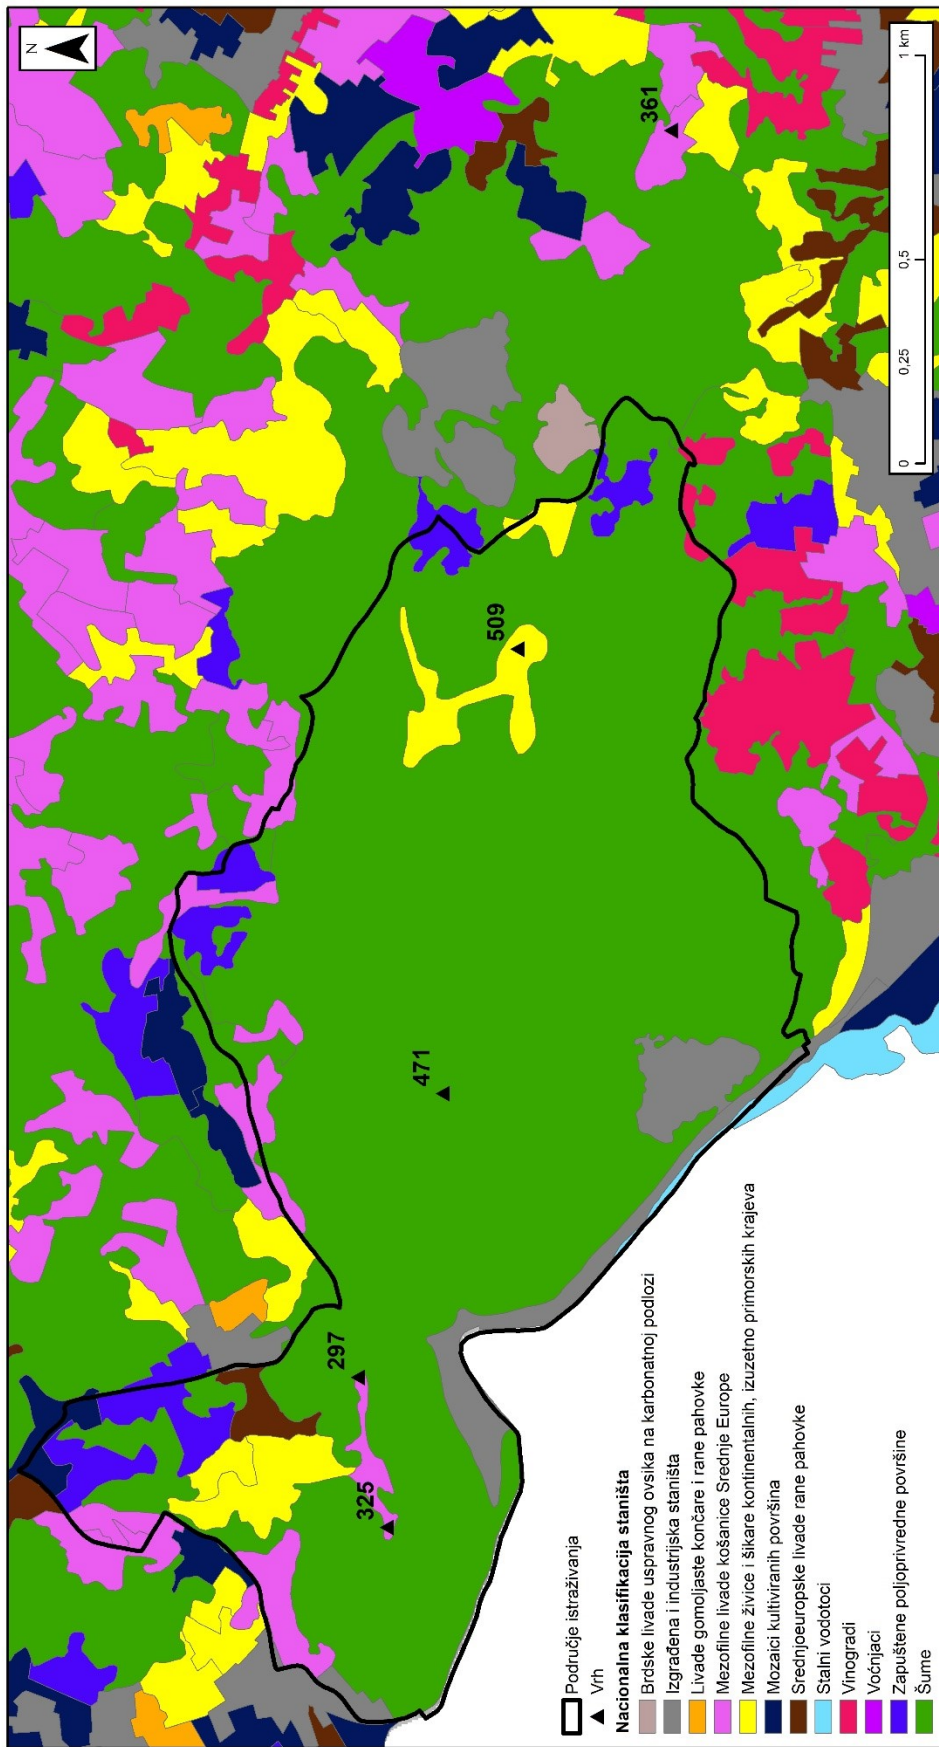 N
361
509
471
297
325
0 0,25 0,5 1 km
Područje istraživanja
Vrh
Nacionalna klasifikacija staništa
Brdske livade uspravnog ovsika na karbonatnoj podlozi
Izgrađena i industrijska staništa
Livade gomoljaste končare i rane pahovke
Mezofilne livade košanice Srednje Europe
Mezofilne živice i šikare kontinentalnih, izuzetno primorskih krajeva
Mozaici kultiviranih površina
Srednjoeuropske livade rane pahovke
Stalni vodotoci
Vinogradi
Voćnjaci
Zapuštene poljoprivredne površine
Šume